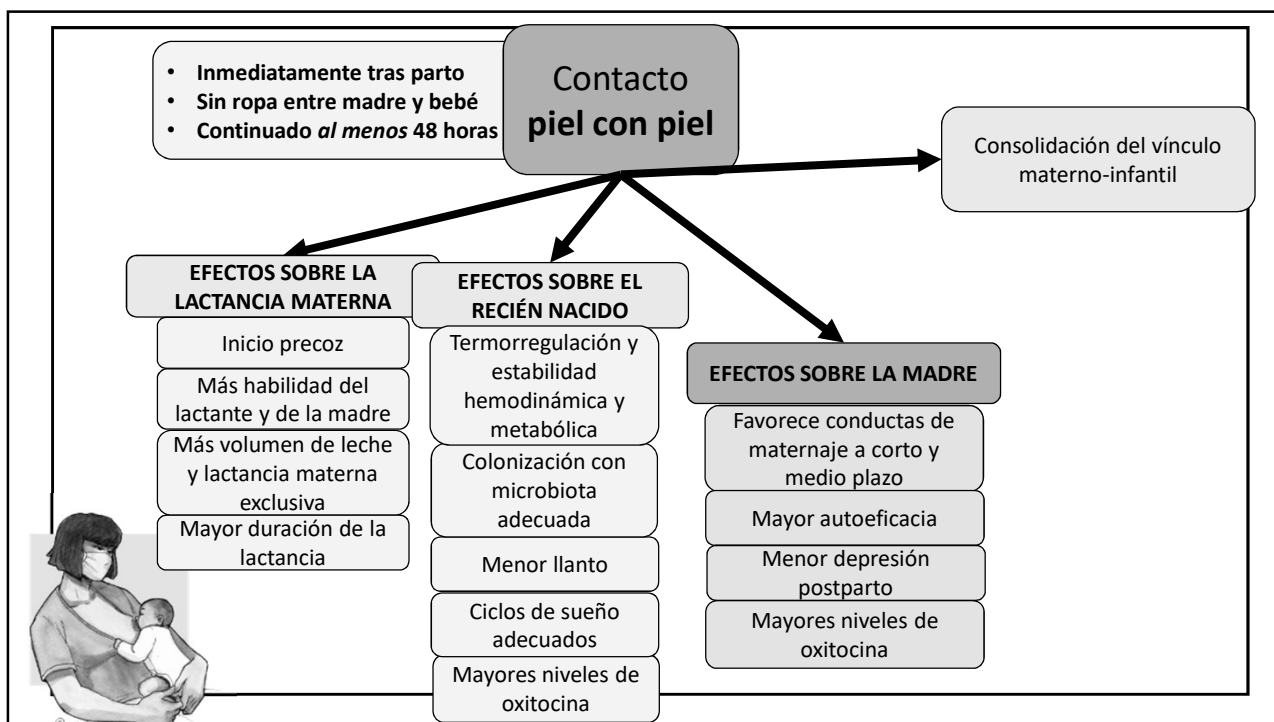 • Inmediatamente tras parto
• Sin ropa entre madre y bebé
• Continuado al menos 48 horas
Contacto
piel con piel
Consolidación del vínculo
materno-infantil
EFECTOS SOBRE LA
LACTANCIA MATERNA
Inicio precoz
Más habilidad del
lactante y de la madre
Más volumen de leche
y lactancia materna
exclusiva
Mayor duración de la
lactancia
EFECTOS SOBRE EL
RECIÉN NACIDO
Termorregulación y
estabilidad
hemodinámica y
metabólica
Colonización con
microbiota
adecuada
Menor llanto
Ciclos de sueño
adecuados
Mayores niveles de
oxitocina
EFECTOS SOBRE LA MADRE
Favorece conductas de
maternaje a corto y
medio plazo
Mayor autoeficacia
Menor depresión
postparto
Mayores niveles de
oxitocina